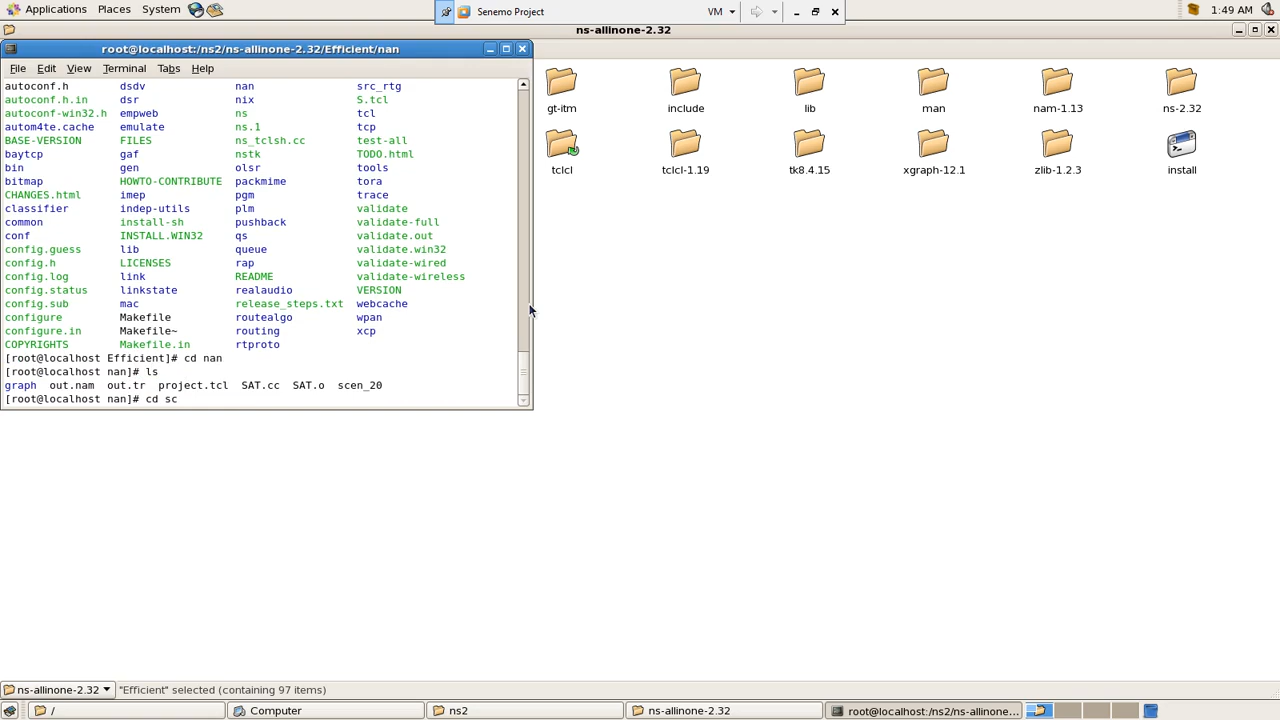 Applications Places System
Senemo Project VM
1:49 AM
ns-allinone-2.32
root@localhost:/ns2/ns-allinone-2.32/Efficient/nan
File Edit View Terminal Tabs Help
autoconf.h dsdv nan src_rtg
autoconf.h.in dsr nix S.tcl
autoconf-win32.h empweb ns tcl
autom4te.cache emulate ns.1 tcp
BASE-VERSION FILES ns_tclsh.cc test-all
baytcp gaf nstk TODO.html
bin gen olsr tools
bitmap HOWTO-CONTRIBUTE packmime tora
CHANGES.html imep pgm trace
classifier indep-utils plm validate
common install-sh pushback validate-full
conf INSTALL.WIN32 qs validate.out
config.guess lib queue validate.win32
config.h LICENSES rap validate-wired
config.log link README validate-wireless
config.status linkstate realaudio VERSION
config.sub mac release_steps.txt webcache
configure Makefile routealgo wpan
configure.in Makefile~ routing xcp
COPYRIGHTS Makefile.in rtproto
[root@localhost Efficient]# cd nan
[root@localhost nan]# ls
graph out.nam out.tr project.tcl SAT.cc SAT.o scen_20
[root@localhost nan]# cd sc
gt-itm include lib man nam-1.13 ns-2.32
tclcl tclcl-1.19 tk8.4.15 xgraph-12.1 zlib-1.2.3 install
ns-allinone-2.32 "Efficient" selected (containing 97 items)
/ Computer ns2 ns-allinone-2.32 root@localhost:/ns2/ns-allinone...